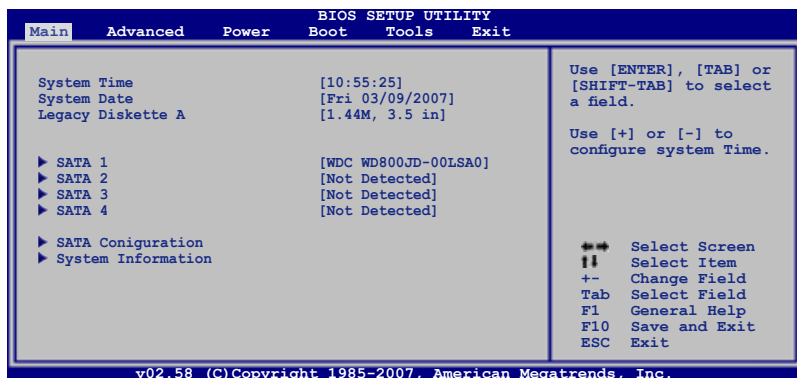 BIOS SETUP UTILITY
Main Advanced Power Boot Tools Exit
System Time [10:55:25]
System Date [Fri 03/09/2007]
Legacy Diskette A [1.44M, 3.5 in]
SATA 1 [WDC WD800JD-00LSA0]
SATA 2 [Not Detected]
SATA 3 [Not Detected]
SATA 4 [Not Detected]
SATA Coniguration
System Information
Use [ENTER], [TAB] or
[SHIFT-TAB] to select
a field.
Use [+] or [-] to
configure system Time.
Select Screen
Select Item
+- Change Field
Tab Select Field
F1 General Help
F10 Save and Exit
ESC Exit
v02.58 (C)Copyright 1985-2007, American Megatrends, Inc.